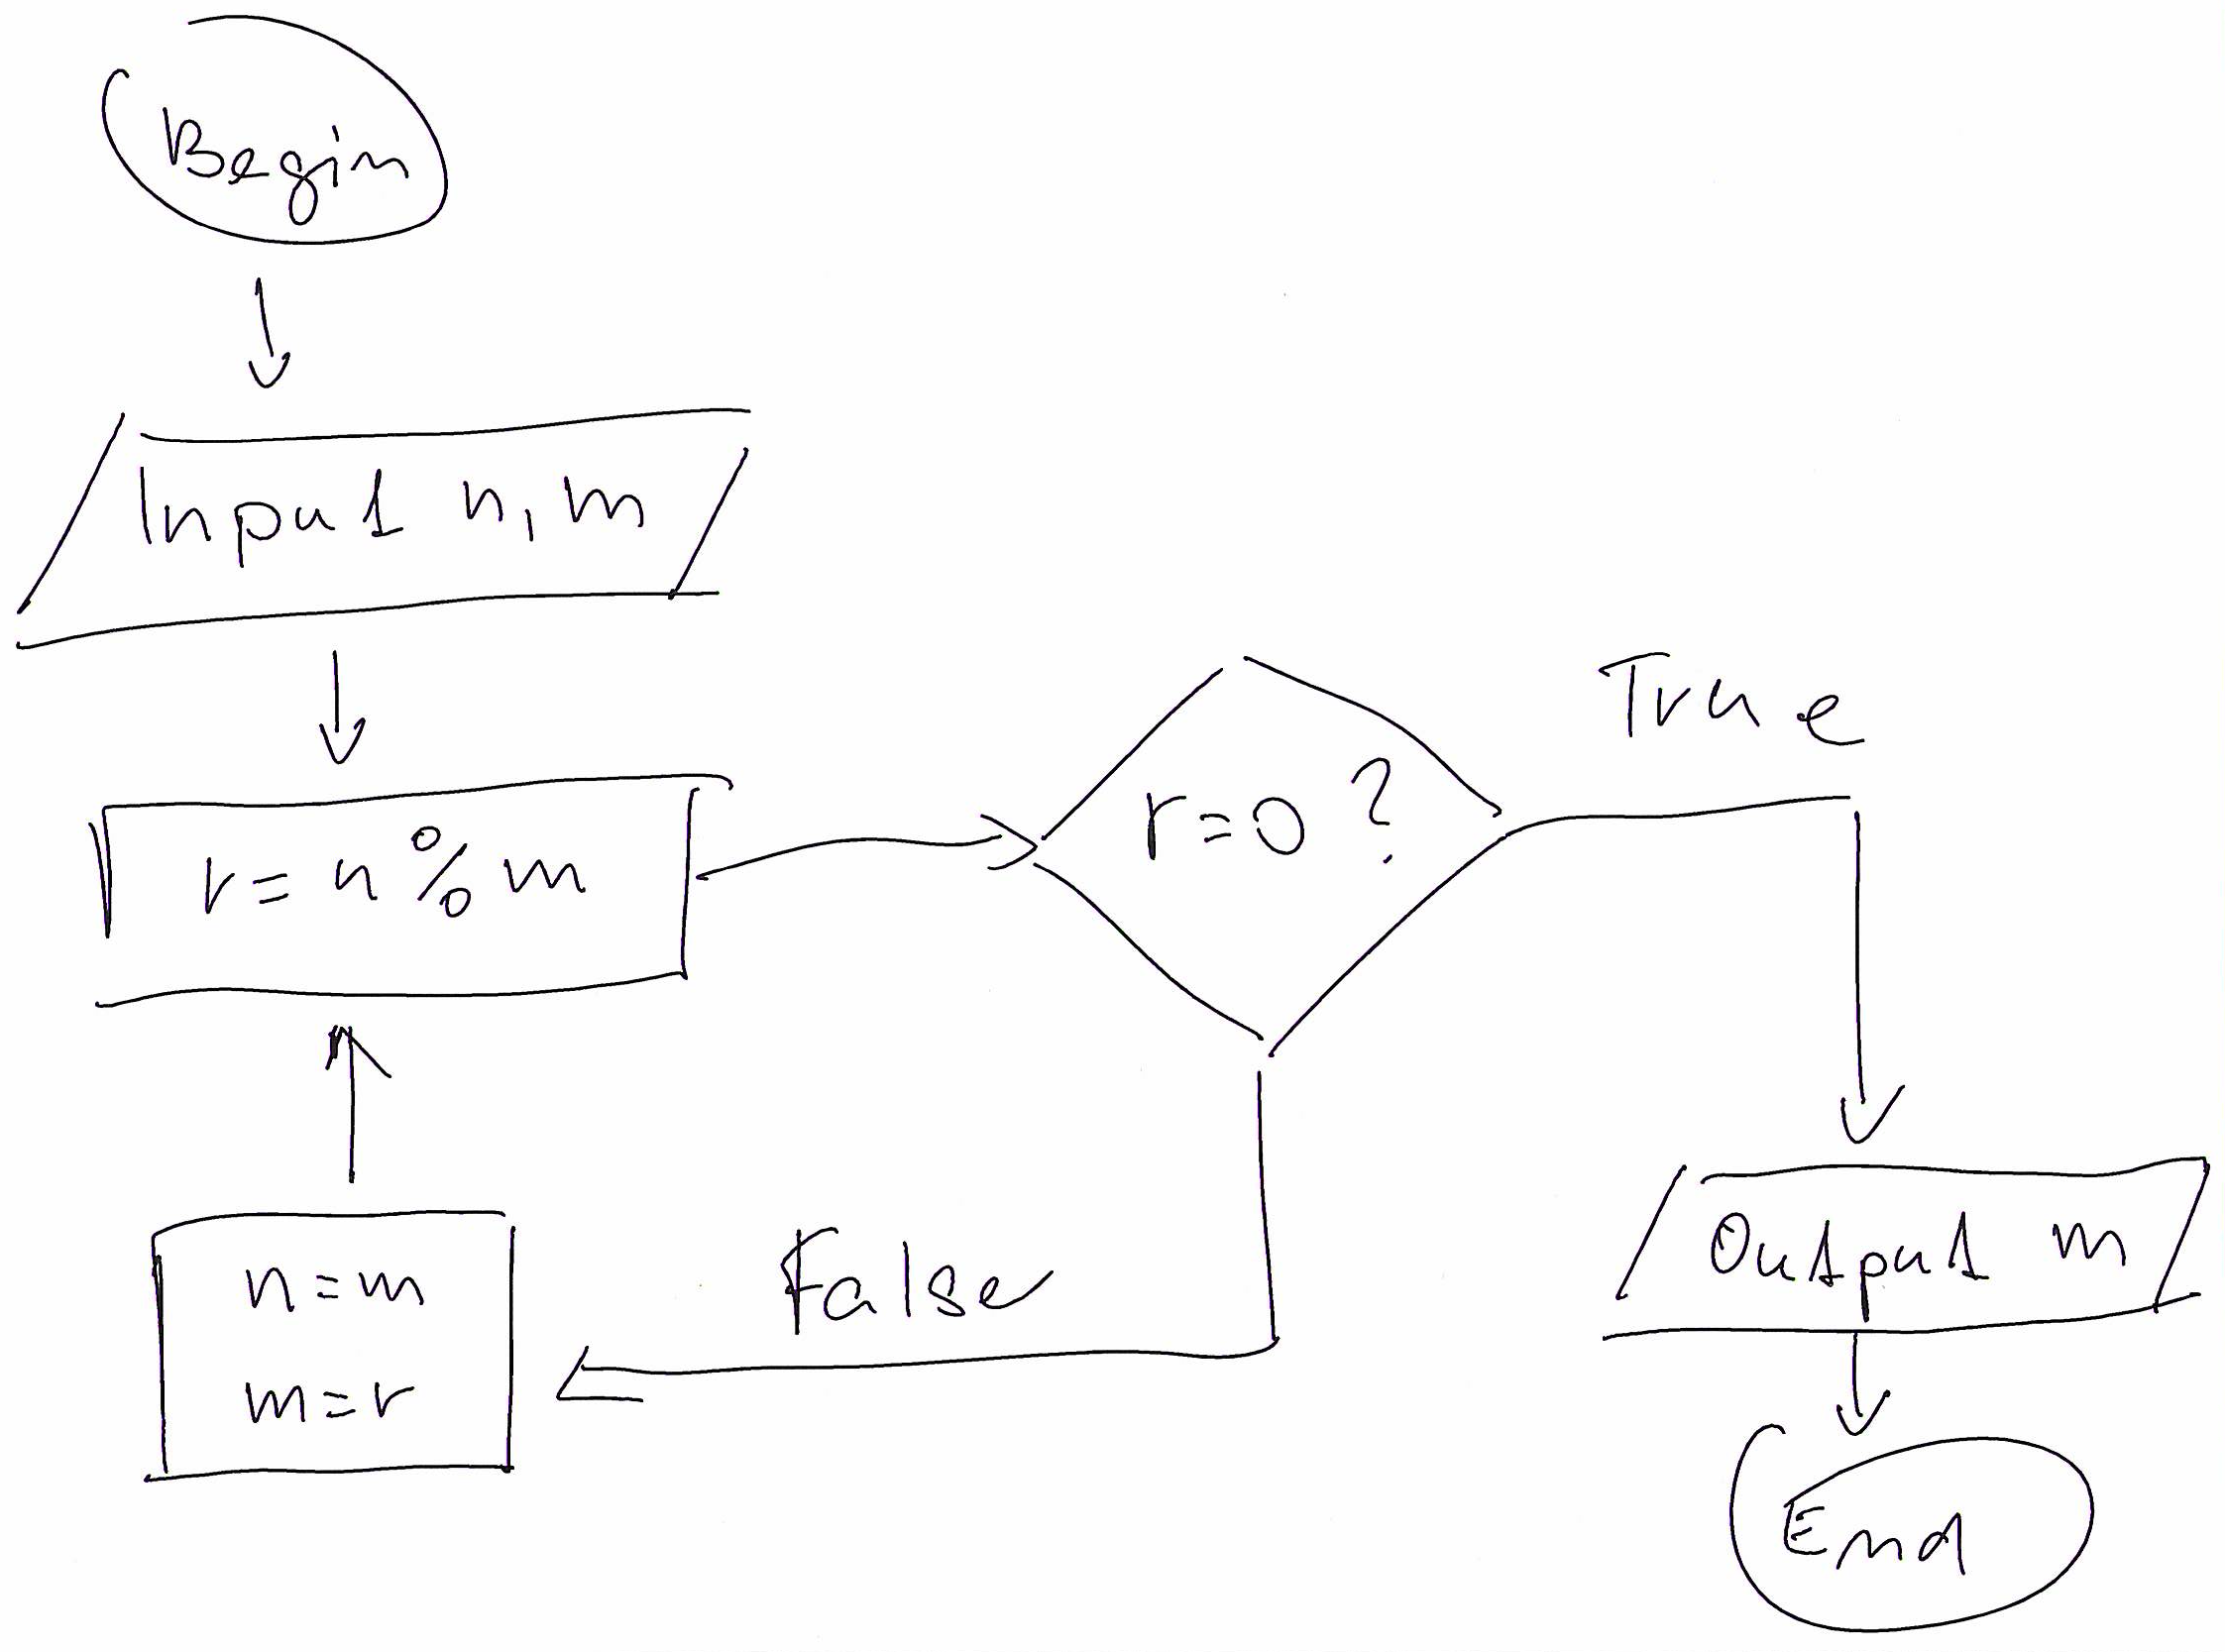 Begin
Input n, m
r = n % m
r = 0 ?
True
False
n = m
m = r
Output m
End